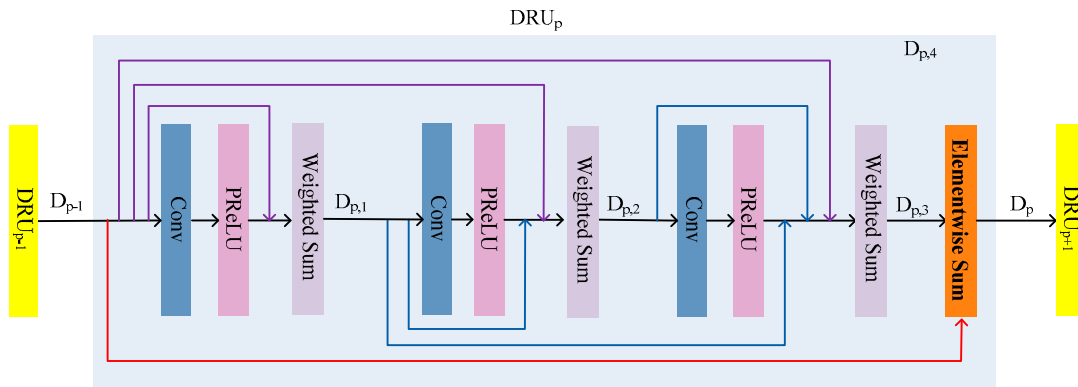 DRUp
Dp,4
DRUp-1
Dp-1
Conv
PReLU
Weighted Sum
Dp,1
Conv
PReLU
Weighted Sum
Dp,2
Conv
PReLU
Weighted Sum
Dp,3
Elementwise Sum
Dp
DRUp+1